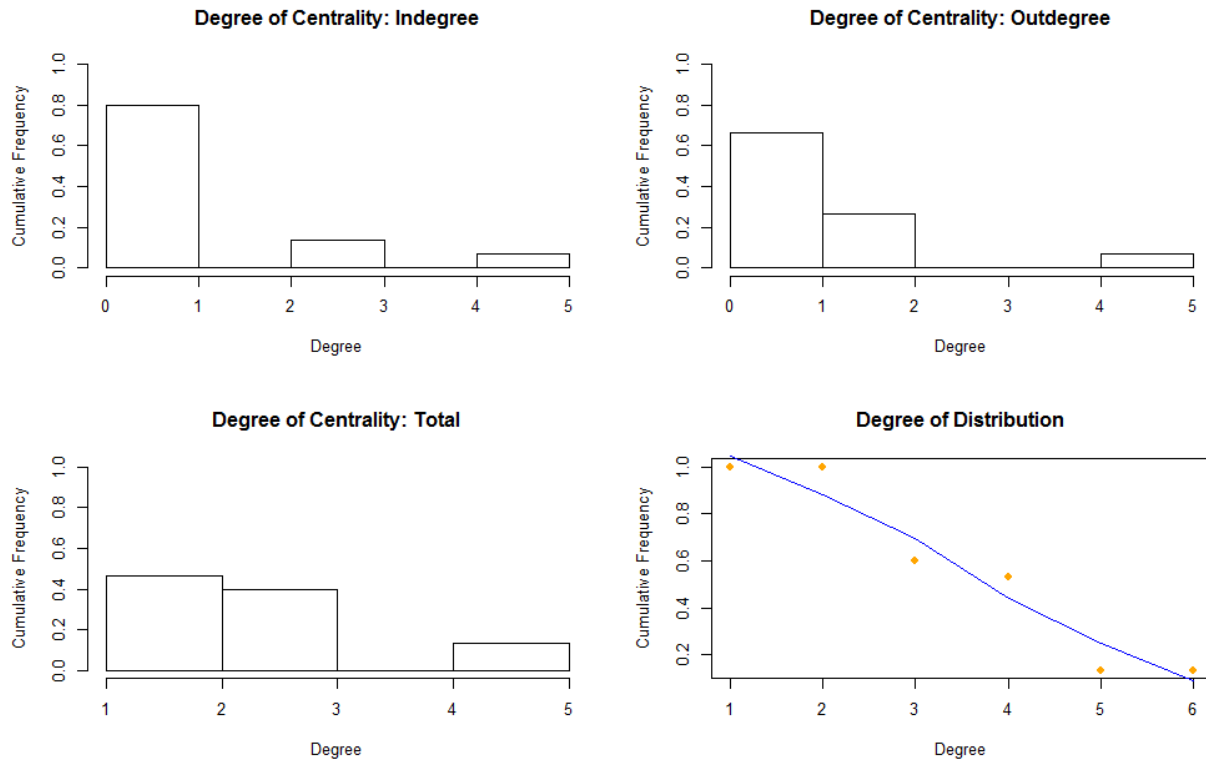 Degree of Centrality: Indegree
Cumulative Frequency
1.0
0.8
0.6
0.4
0.2
0.0
0 1 2 3 4 5
Degree
Degree of Centrality: Outdegree
Cumulative Frequency
1.0
0.8
0.6
0.4
0.2
0.0
0 1 2 3 4 5
Degree
Degree of Centrality: Total
Cumulative Frequency
1.0
0.8
0.6
0.4
0.2
0.0
1 2 3 4 5
Degree
Degree of Distribution
Cumulative Frequency
1.0
0.8
0.6
0.4
0.2
1 2 3 4 5 6
Degree